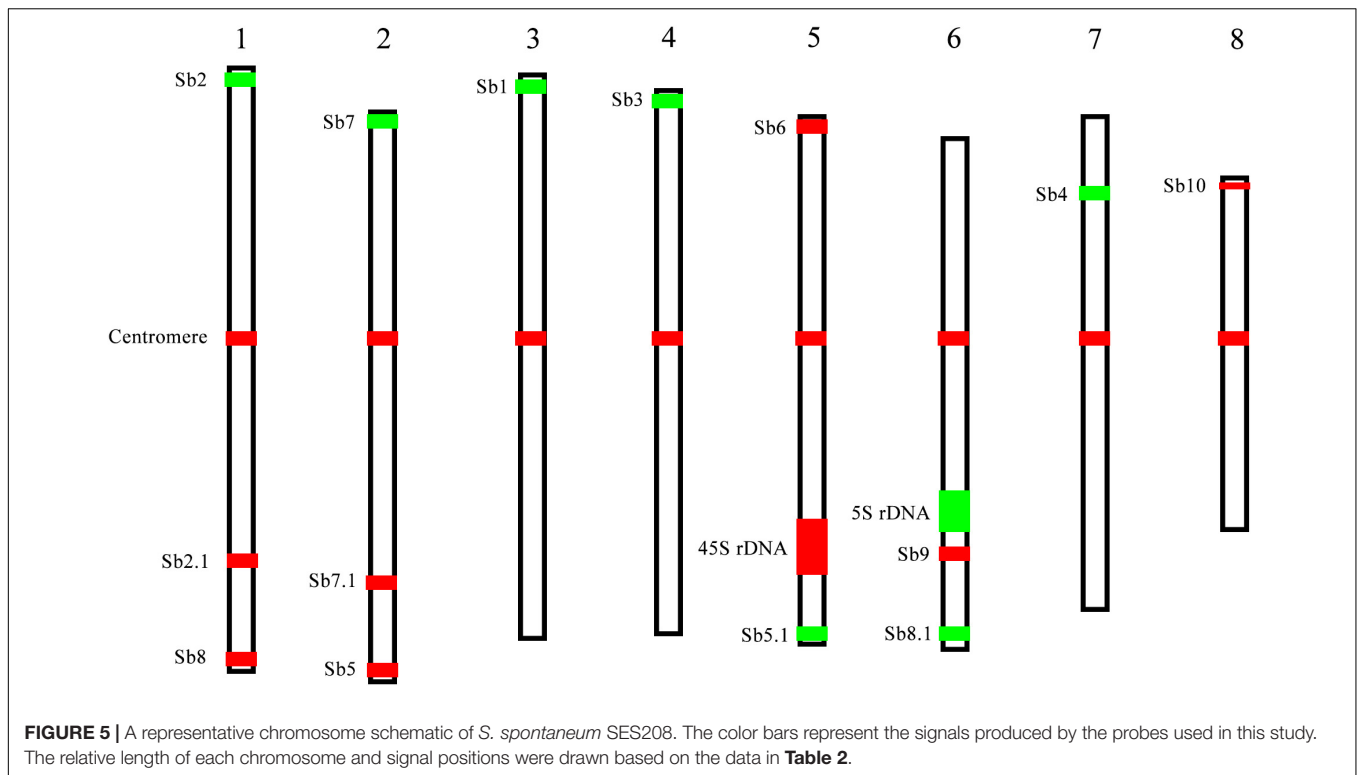 1 2 3 4 5 6 7 8
Sb2
Sb1
Sb3
Sb7
Sb6
Sb4
Sb10
Centromere
5S rDNA
45S rDNA
Sb9
Sb2.1
Sb7.1
Sb5.1
Sb8.1
Sb8
Sb5
FIGURE 5 | A representative chromosome schematic of S. spontaneum SES208. The color bars represent the signals produced by the probes used in this study.
The relative length of each chromosome and signal positions were drawn based on the data in Table 2.